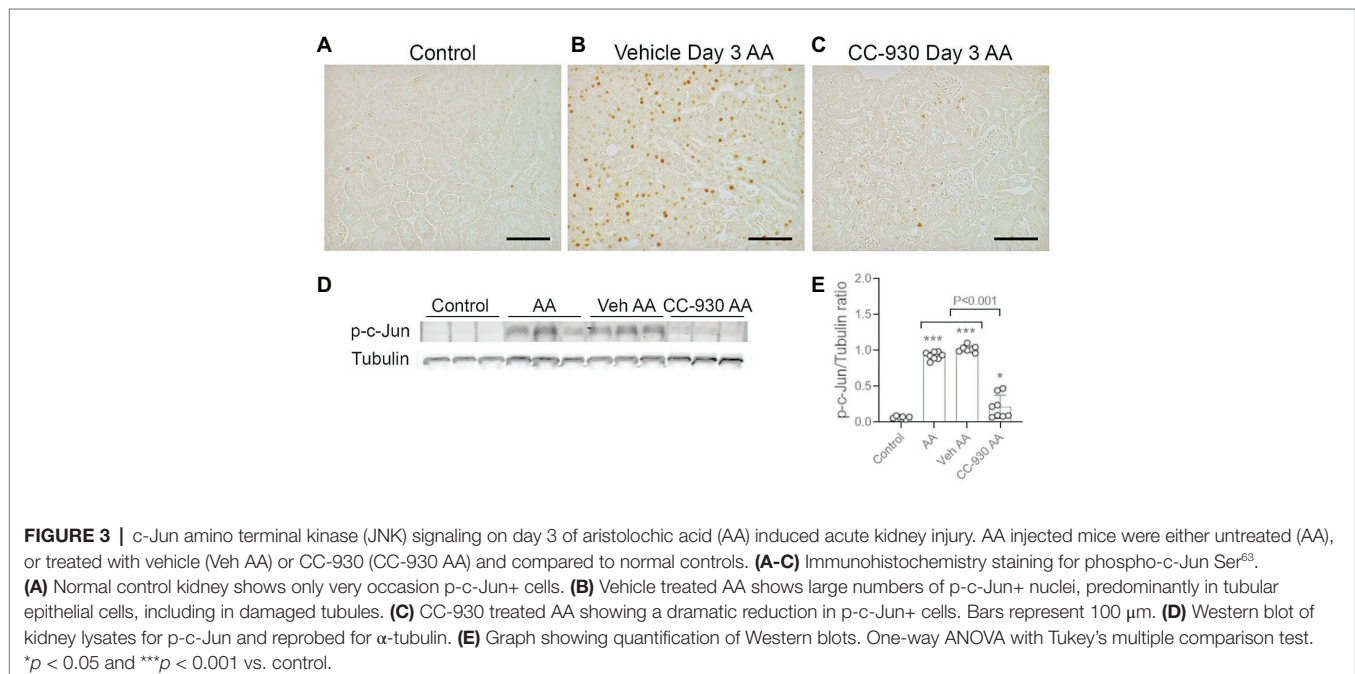 A
Control
B
Vehicle Day 3 AA
C
CC-930 Day 3 AA
D
Control AA Veh AA CC-930 AA
p-c-Jun
Tubulin
E
p-c-Jun/Tubulin ratio
2.0
1.5
1.0
0.5
0.0
P<0.001
***
***
*
Control
AA
Veh AA
CC-930 AA
FIGURE 3 | c-Jun amino terminal kinase (JNK) signaling on day 3 of aristolochic acid (AA) induced acute kidney injury. AA injected mice were either untreated (AA),
or treated with vehicle (Veh AA) or CC-930 (CC-930 AA) and compared to normal controls. (A-C) Immunohistochemistry staining for phospho-c-Jun Ser⁶³.
(A) Normal control kidney shows only very occasion p-c-Jun+ cells. (B) Vehicle treated AA shows large numbers of p-c-Jun+ nuclei, predominantly in tubular
epithelial cells, including in damaged tubules. (C) CC-930 treated AA showing a dramatic reduction in p-c-Jun+ cells. Bars represent 100 μm. (D) Western blot of
kidney lysates for p-c-Jun and reprobed for α-tubulin. (E) Graph showing quantification of Western blots. One-way ANOVA with Tukey’s multiple comparison test.
*p < 0.05 and ***p < 0.001 vs. control.